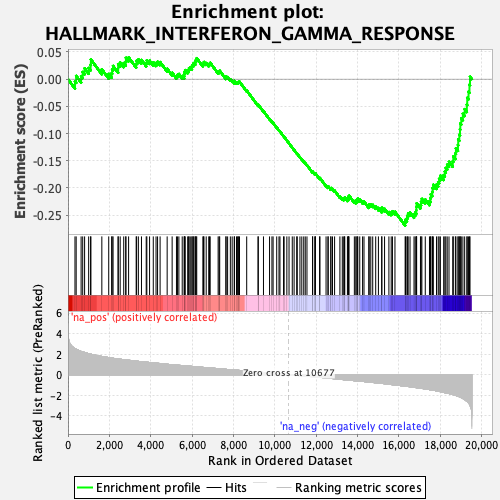 Enrichment plot:
HALLMARK_INTERFERON_GAMMA_RESPONSE
Enrichment score (ES)
0.05
0.00
-0.05
-0.10
-0.15
-0.20
-0.25
'na_pos' (positively correlated)
Ranked list metric (PreRanked)
6
4
2
0
-2
-4
Zero cross at 10677
'na_neg' (negatively correlated)
0
2,000
4,000
6,000
8,000
10,000
12,000
14,000
16,000
18,000
20,000
Rank in Ordered Dataset
Enrichment profile
Hits
Ranking metric scores